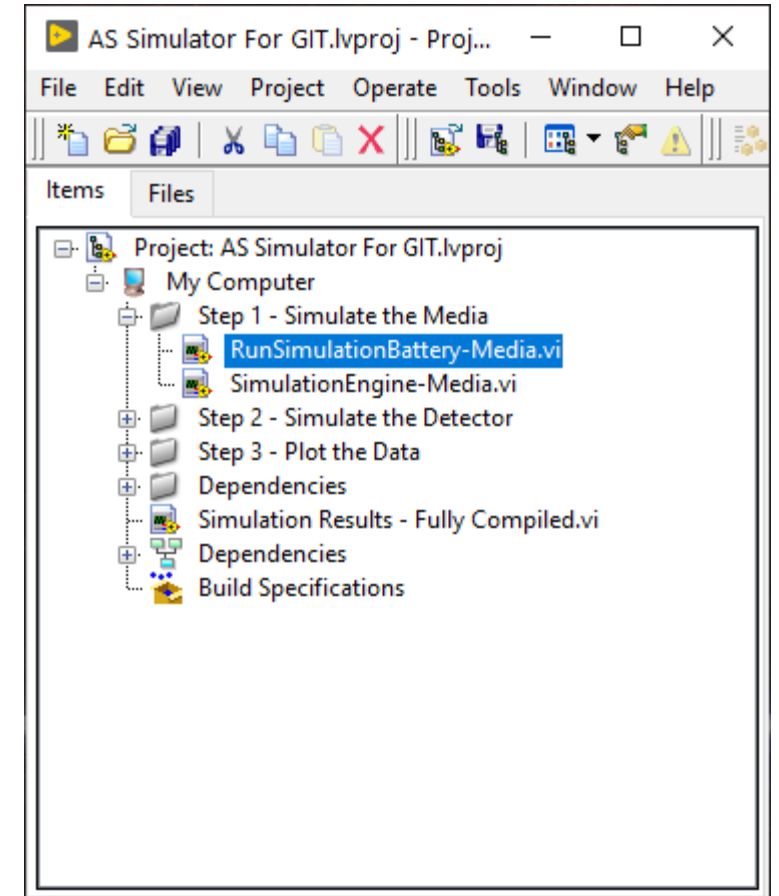 AS Simulator For GIT.lvproj - Proj...
File Edit View Project Operate Tools Window Help
Items Files
Project: AS Simulator For GIT.lvproj
My Computer
Step 1 - Simulate the Media
RunSimulationBattery-Media.vi
SimulationEngine-Media.vi
Step 2 - Simulate the Detector
Step 3 - Plot the Data
Dependencies
Simulation Results - Fully Compiled.vi
Dependencies
Build Specifications